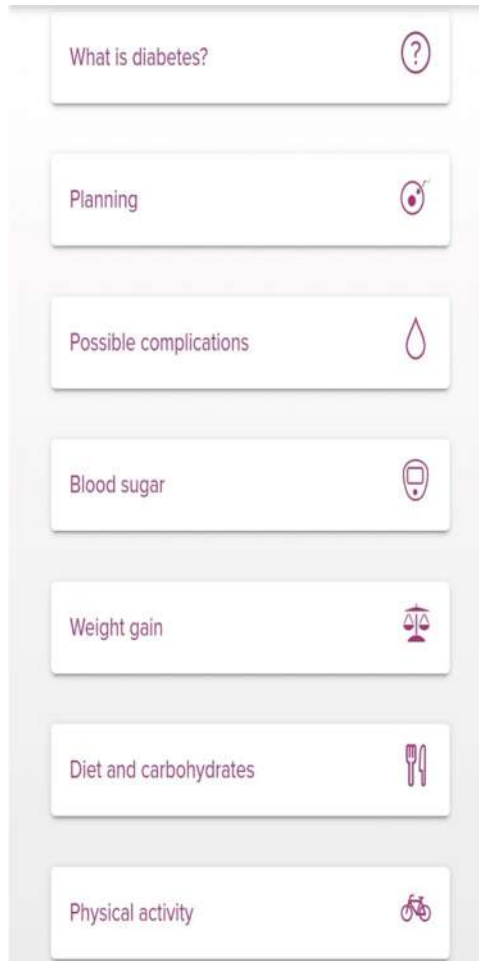 What is diabetes?
Planning
Possible complications
Blood sugar
Weight gain
Diet and carbohydrates
Physical activity